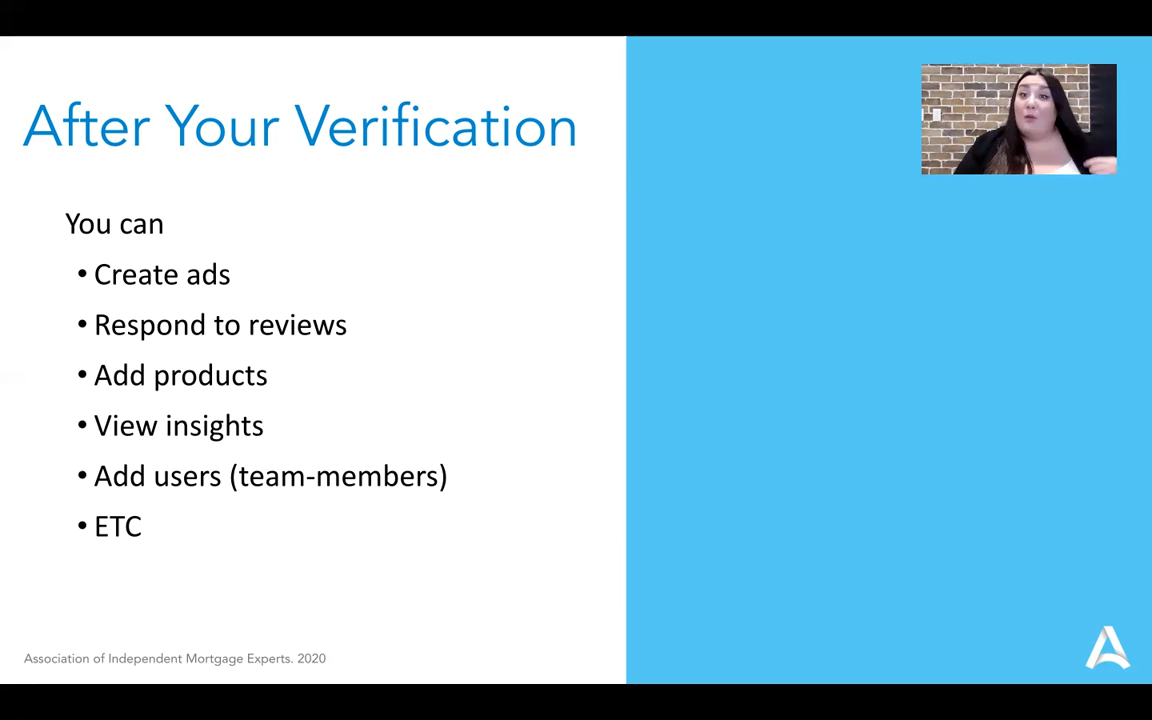 After Your Verification
You can
• Create ads
• Respond to reviews
• Add products
• View insights
• Add users (team-members)
• ETC
Association of Independent Mortgage Experts. 2020